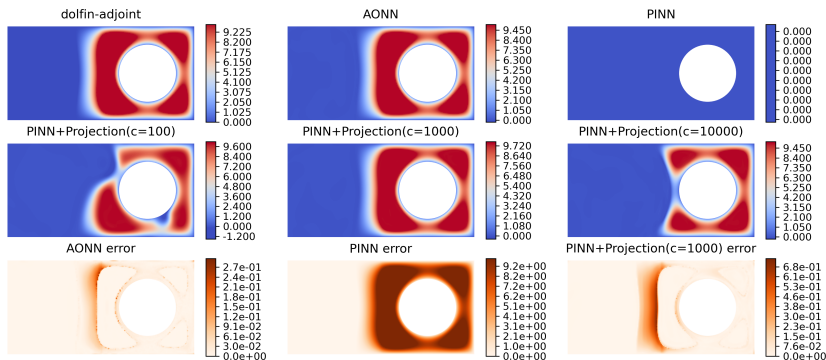 dolfin-adjoint
9.225
8.200
7.175
6.150
5.125
4.100
3.075
2.050
1.025
0.000
AONN
9.450
8.400
7.350
6.300
5.250
4.200
3.150
2.100
1.050
0.000
PINN
0.000
0.000
0.000
0.000
0.000
0.000
0.000
0.000
0.000
PINN+Projection(c=100)
9.600
8.400
7.200
6.000
4.800
3.600
2.400
1.200
0.000
-1.200
PINN+Projection(c=1000)
9.720
8.640
7.560
6.480
5.400
4.320
3.240
2.160
1.080
0.000
PINN+Projection(c=10000)
9.450
8.400
7.350
6.300
5.250
4.200
3.150
2.100
1.050
0.000
AONN error
2.7e-01
2.4e-01
2.1e-01
1.8e-01
1.5e-01
1.2e-01
9.1e-02
6.1e-02
3.0e-02
0.0e+00
PINN error
9.2e+00
8.2e+00
7.2e+00
6.2e+00
5.1e+00
4.1e+00
3.1e+00
2.1e+00
1.0e+00
0.0e+00
PINN+Projection(c=1000) error
6.8e-01
6.1e-01
5.3e-01
4.5e-01
3.8e-01
3.0e-01
2.3e-01
1.5e-01
7.6e-02
0.0e+00